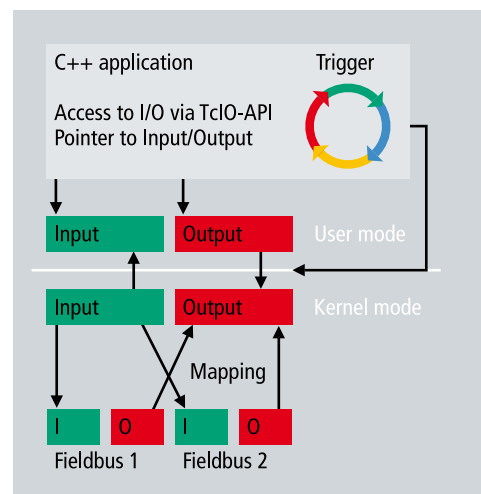 C++ application
Trigger
Access to I/O via TcIO-API
Pointer to Input/Output
Input
Output
User mode
Input
Output
Kernel mode
Mapping
I
O
I
O
Fieldbus 1
Fieldbus 2